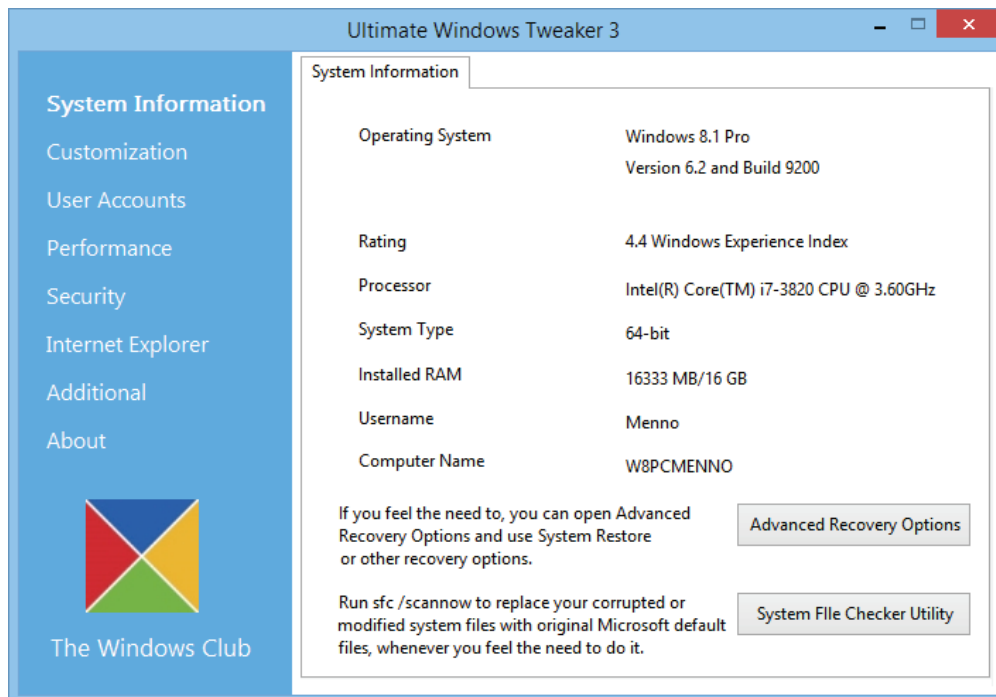 Ultimate Windows Tweaker 3
System Information
Customization
User Accounts
Performance
Security
Internet Explorer
Additional
About
The Windows Club
System Information
Operating System
Windows 8.1 Pro
Version 6.2 and Build 9200
Rating
4.4 Windows Experience Index
Processor
Intel(R) Core(TM) i7-3820 CPU @ 3.60GHz
System Type
64-bit
Installed RAM
16333 MB/16 GB
Username
Menno
Computer Name
W8PCMENNO
If you feel the need to, you can open Advanced
Recovery Options and use System Restore
or other recovery options.
Advanced Recovery Options
Run sfc /scannow to replace your corrupted or
modified system files with original Microsoft default
files, whenever you feel the need to do it.
System FIle Checker Utility